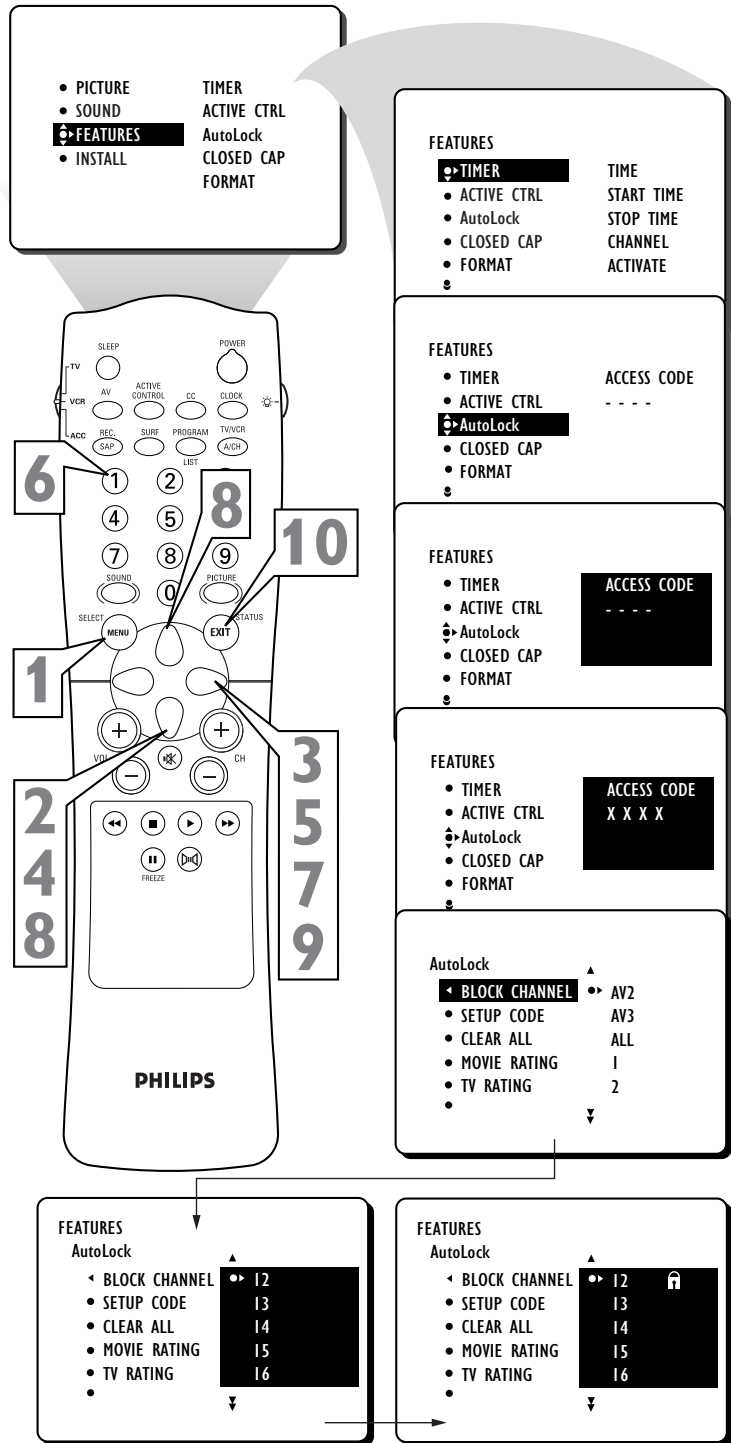 PICTURE TIMER
SOUND ACTIVE CTRL
FEATURES AutoLock
INSTALL CLOSED CAP
FORMAT
FEATURES
TIMER TIME
ACTIVE CTRL START TIME
AutoLock STOP TIME
CLOSED CAP CHANNEL
FORMAT ACTIVATE
FEATURES
TIMER ACCESS CODE
ACTIVE CTRL - - - -
AutoLock
CLOSED CAP
FORMAT
FEATURES
TIMER ACCESS CODE
ACTIVE CTRL - - - -
AutoLock
CLOSED CAP
FORMAT
FEATURES
TIMER ACCESS CODE
ACTIVE CTRL X X X X
AutoLock
CLOSED CAP
FORMAT
AutoLock
BLOCK CHANNEL AV2
SETUP CODE AV3
CLEAR ALL ALL
MOVIE RATING 1
TV RATING 2
SLEEP POWER
TV
VCR AV ACTIVE CONTROL CC CLOCK
ACC REC. SURF PROGRAM TV/VCR
SAP A/CH
LIST
6 1 2 8
4 5
7 8 9 10
SOUND 0 PICTURE
SELECT STATUS
MENU EXIT
1
+ +
VOL CH
- -
2 3
4 5
8 7
9
FREEZE
PHILIPS
FEATURES
AutoLock
BLOCK CHANNEL 12
SETUP CODE 13
CLEAR ALL 14
MOVIE RATING 15
TV RATING 16
FEATURES
AutoLock
BLOCK CHANNEL 12
SETUP CODE 13
CLEAR ALL 14
MOVIE RATING 15
TV RATING 16